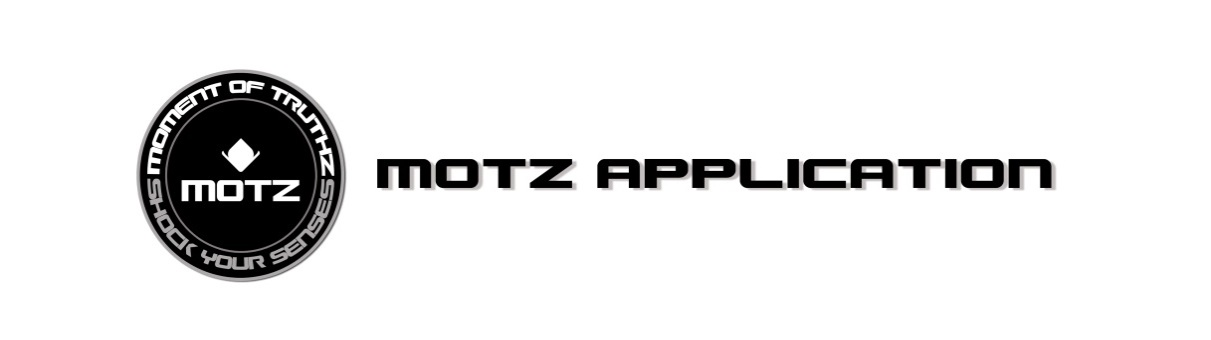 MOMENT OF TRUTHZ
MOTZ
SHOCK YOUR SENSES
MOTZ APPLICATION